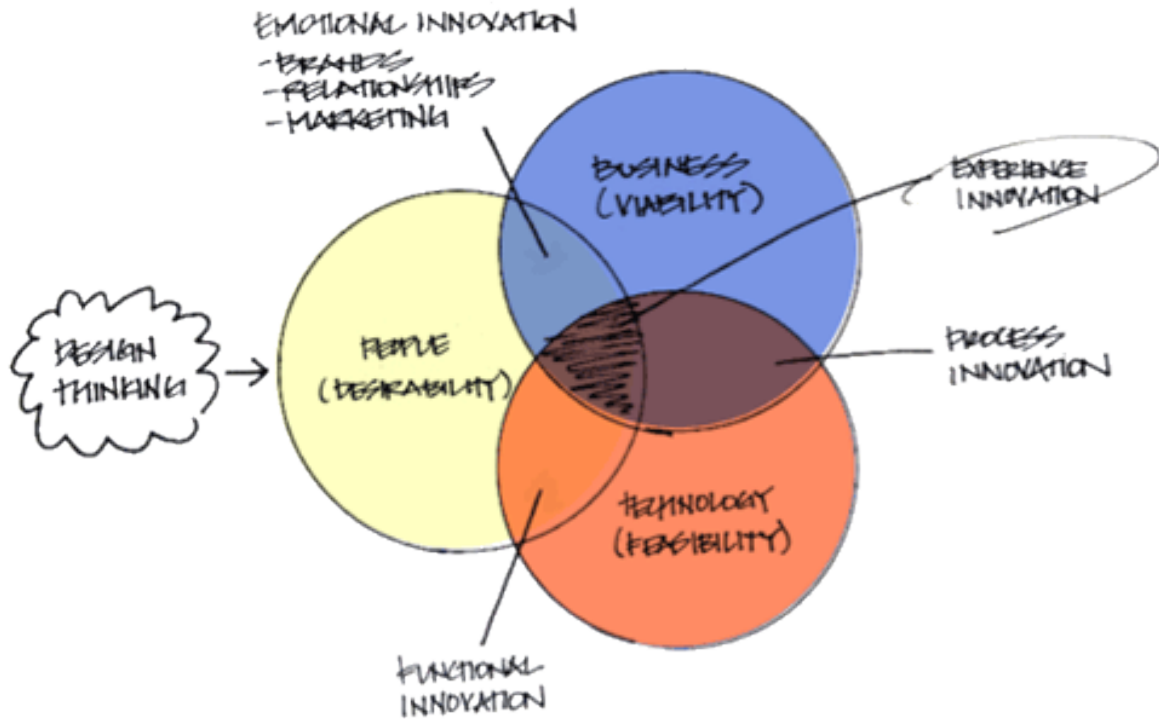 EMOTIONAL INNOVATION
- BRANDS
- RELATIONSHIPS
- MARKETING
BUSINESS
(VIABILITY)
EXPERIENCE
INNOVATION
DESIGN
THINKING
PEOPLE
(DESIRABILITY)
PROCESS
INNOVATION
TECHNOLOGY
(FEASIBILITY)
FUNCTIONAL
INNOVATION